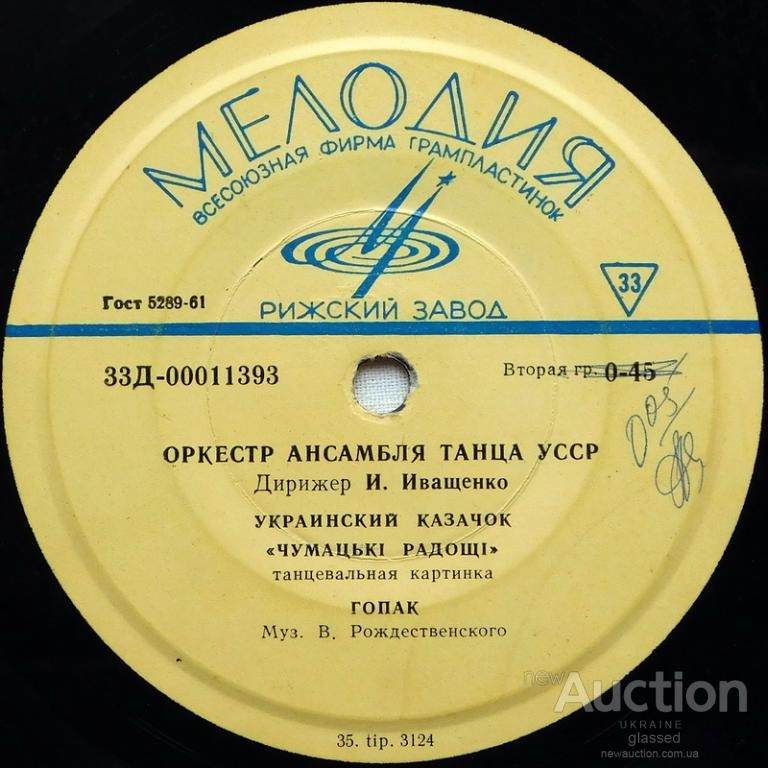 МЕЛОДИЯ
ВСЕСОЮЗНАЯ ФИРМА ГРАМПЛАСТИНОК
33
Гост 5289-61
РИЖСКИЙ ЗАВОД
33Д-00011393
Вторая гр. 0-45
ОРКЕСТР АНСАМБЛЯ ТАНЦА УССР
Дирижер И. Иващенко
УКРАИНСКИЙ КАЗАЧОК
«ЧУМАЦЬКІ РАДОЩІ»
танцевальная картинка
ГОПАК
Муз. В. Рождественского
35. tip. 3124
newAuction
UKRAINE
glassed
newauction.com.ua